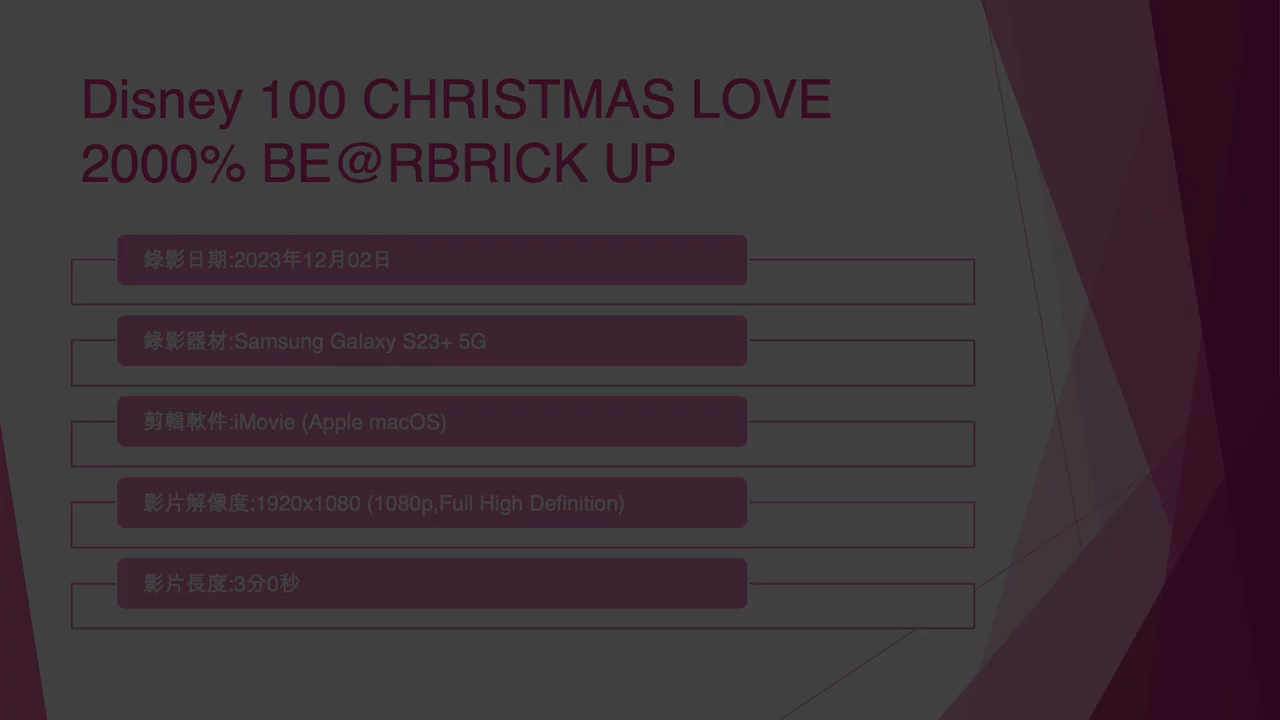 Disney 100 CHRISTMAS LOVE
2000% BE@RBRICK UP
錄影日期:2023年12月02日
錄影器材:Samsung Galaxy S23+ 5G
剪輯軟件:iMovie (Apple macOS)
影片解像度:1920x1080 (1080p,Full High Definition)
影片長度:3分0秒